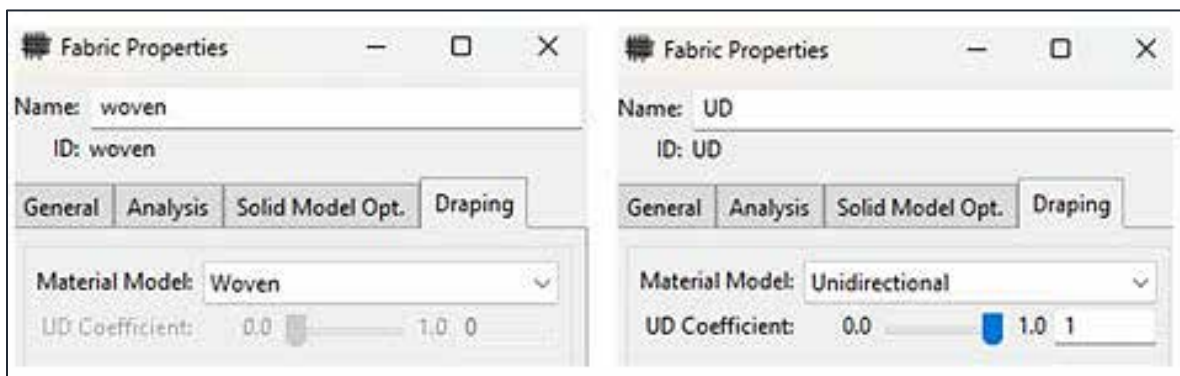 Fabric Properties
Name: woven
ID: woven
General Analysis Solid Model Opt. Draping
Material Model: Woven
UD Coefficient: 0.0 1.0 0
Fabric Properties
Name: UD
ID: UD
General Analysis Solid Model Opt. Draping
Material Model: Unidirectional
UD Coefficient: 0.0 1.0 1